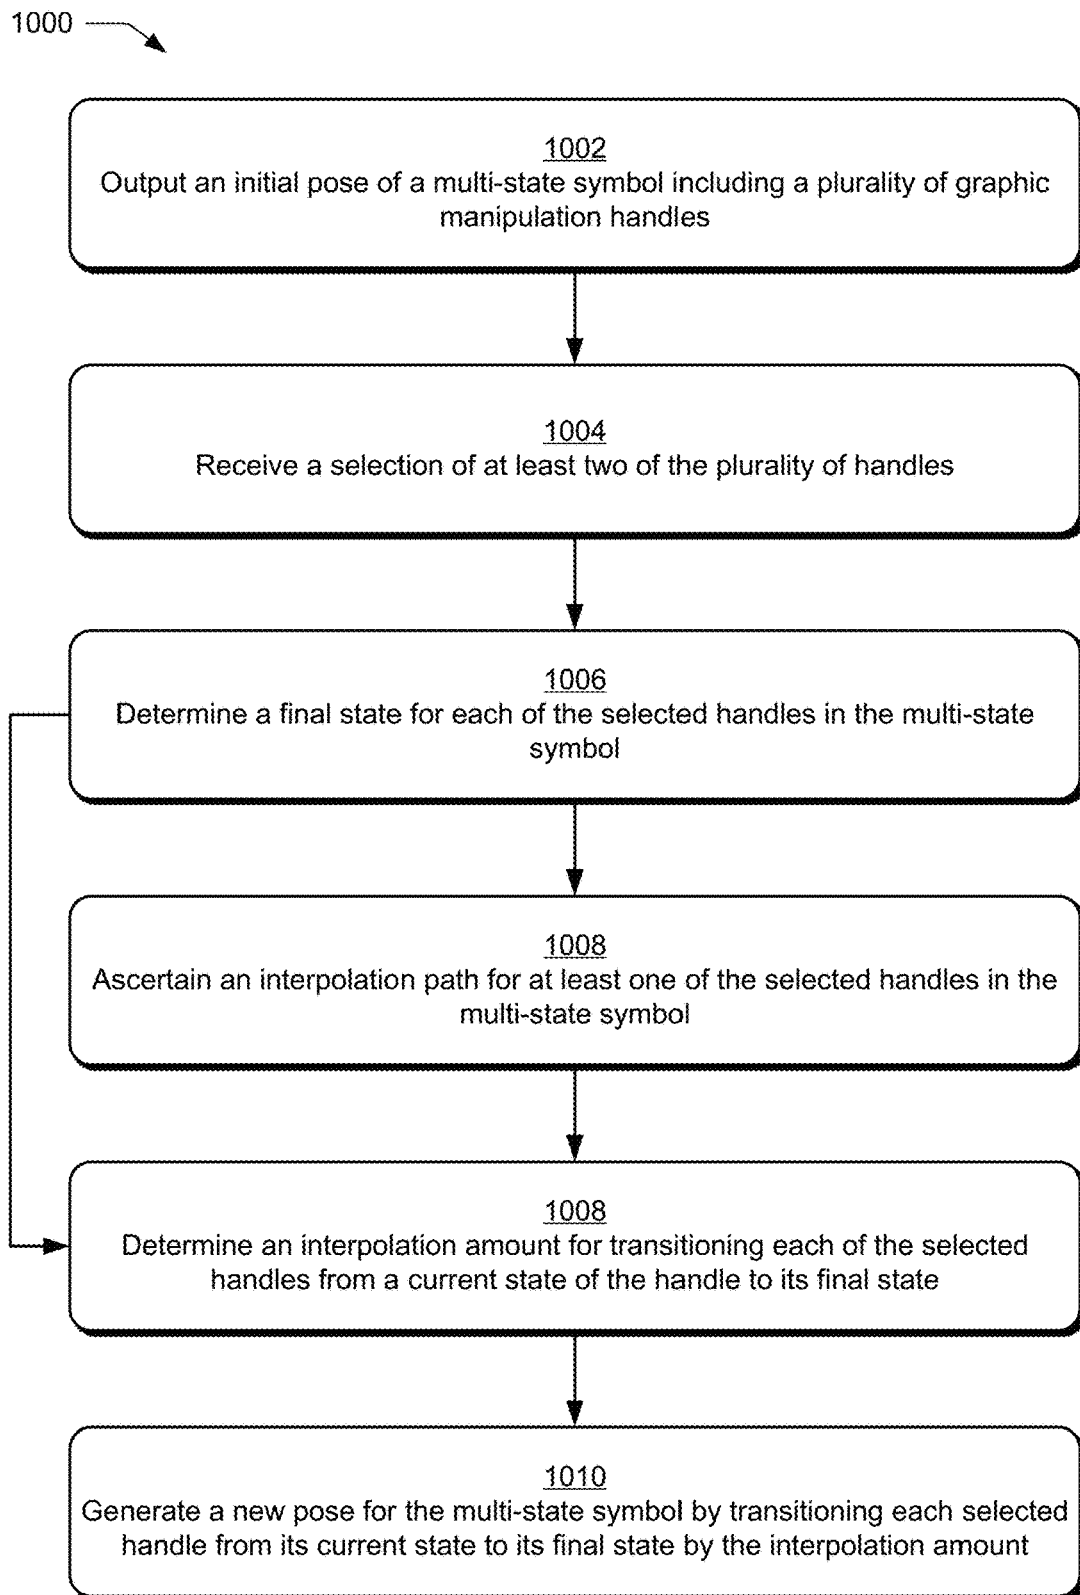 1000
1002
Output an initial pose of a multi-state symbol including a plurality of graphic
manipulation handles
1004
Receive a selection of at least two of the plurality of handles
1006
Determine a final state for each of the selected handles in the multi-state
symbol
1008
Ascertain an interpolation path for at least one of the selected handles in the
multi-state symbol
1008
Determine an interpolation amount for transitioning each of the selected
handles from a current state of the handle to its final state
1010
Generate a new pose for the multi-state symbol by transitioning each selected
handle from its current state to its final state by the interpolation amount